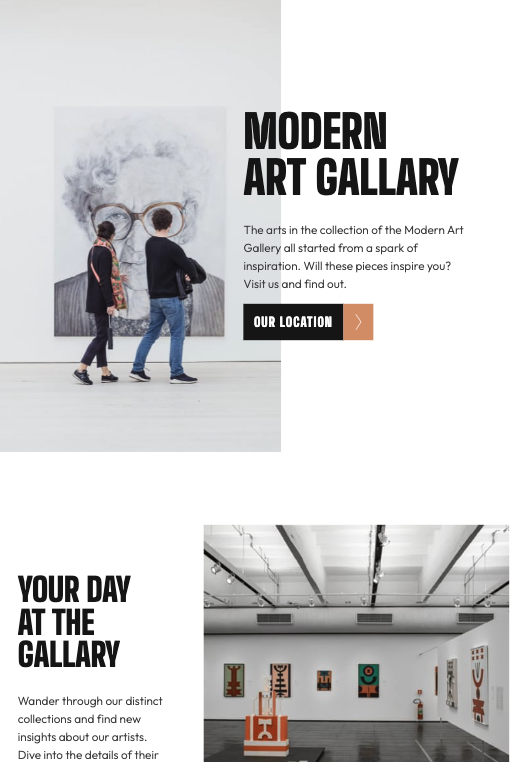 MODERN
ART GALLARY
The arts in the collection of the Modern Art
Gallery all started from a spark of
inspiration. Will these pieces inspire you?
Visit us and find out.
OUR LOCATION
YOUR DAY
AT THE
GALLARY
Wander through our distinct
collections and find new
insights about our artists.
Dive into the details of their